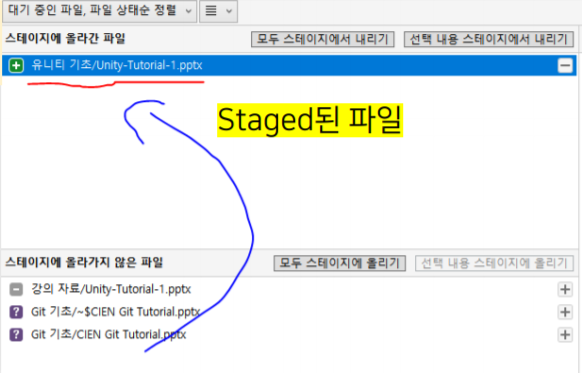 대기 중인 파일, 파일 상태순 정렬
스테이지에 올라간 파일 모두 스테이지에서 내리기 선택 내용 스테이지에서 내리기
유니티 기초/Unity-Tutorial-1.pptx
Staged된 파일
스테이지에 올라가지 않은 파일 모두 스테이지에 올리기 선택 내용 스테이지에 올리기
강의 자료/Unity-Tutorial-1.pptx
Git 기초/~$CIEN Git Tutorial.pptx
Git 기초/CIEN Git Tutorial.pptx